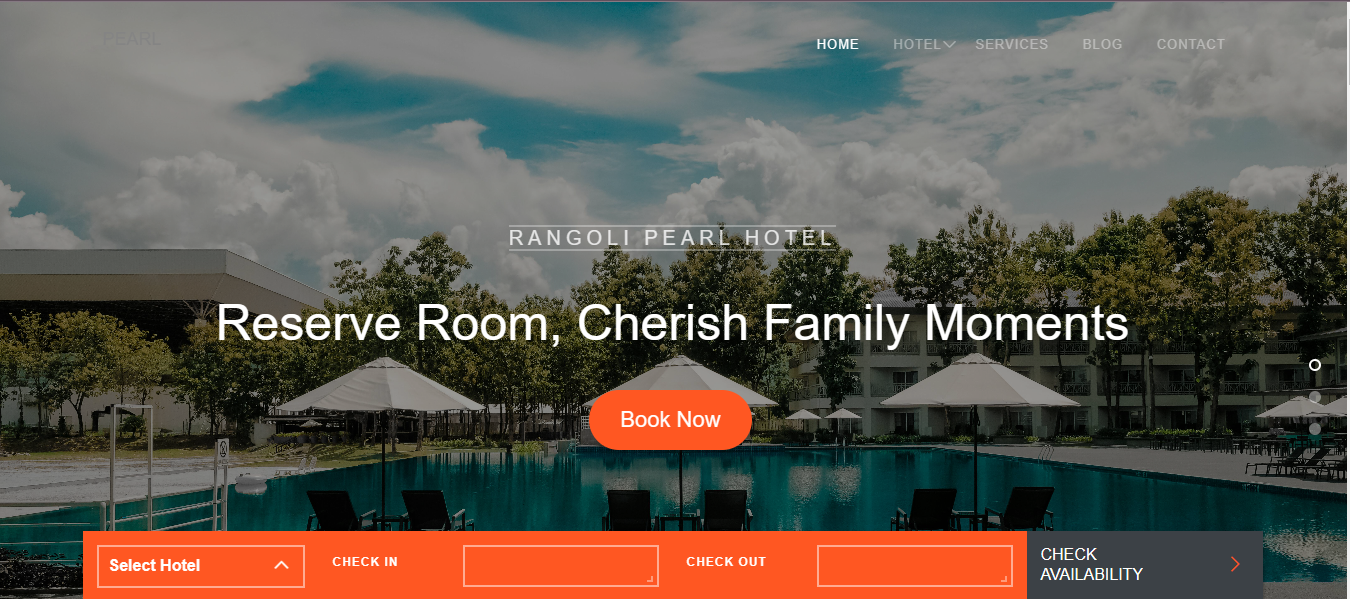 PEARL
HOME HOTEL SERVICES BLOG CONTACT
RANGOLI PEARL HOTEL
Reserve Room, Cherish Family Moments
Book Now
Select Hotel CHECK IN CHECK OUT
CHECK
AVAILABILITY